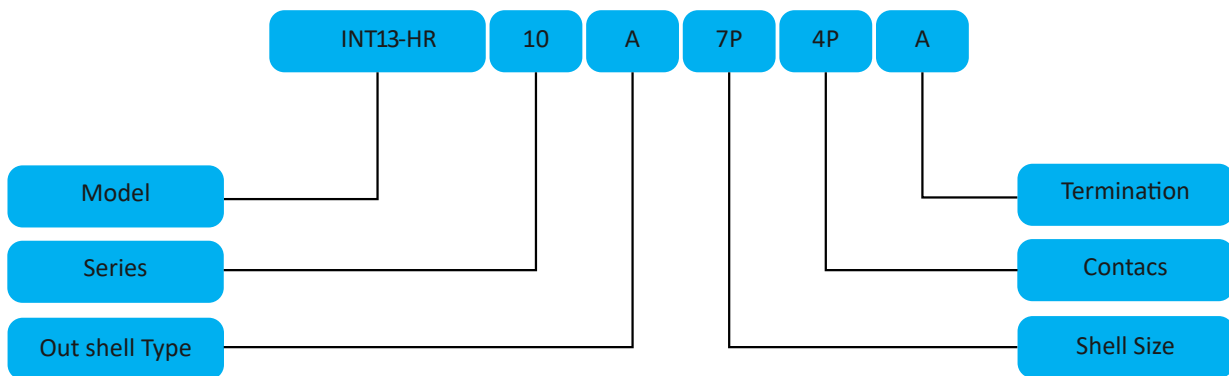 INT13-HR 10 A 7P 4P A
Model
Termination
Series
Contacs
Out shell Type
Shell Size